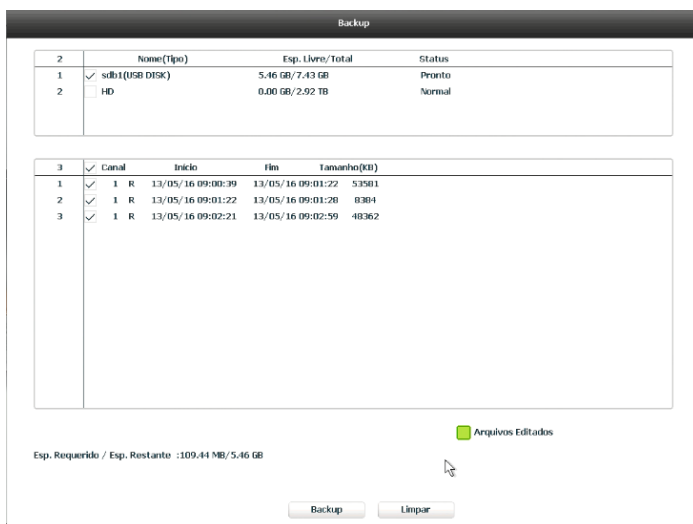 Backup
2 Nome(Tipo) Esp. Livre/Total Status
1 sdb1(USB DISK) 5.46 GB/7.43 GB Pronto
2 HD 0.00 GB/2.92 TB Normal
3 Canal Início Fim Tamanho(KB)
1 1 R 13/05/16 09:00:39 13/05/16 09:01:22 53501
2 1 R 13/05/16 09:01:22 13/05/16 09:01:28 8384
3 1 R 13/05/16 09:02:21 13/05/16 09:02:59 48362
Arquivos Editados
Esp. Requerido / Esp. Restante :109.44 MB/5.46 GB
Backup Limpar